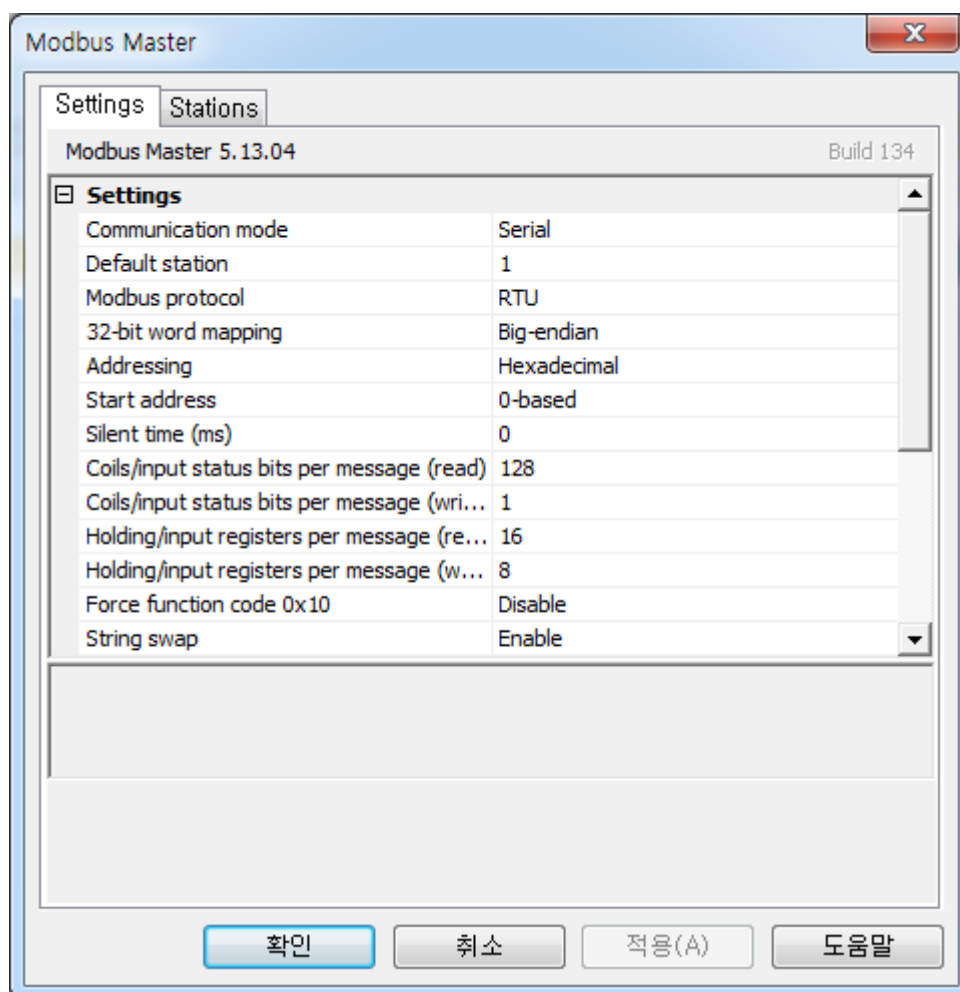 Modbus Master
Settings Stations
Modbus Master 5.13.04 Build 134
Settings
Communication mode Serial
Default station 1
Modbus protocol RTU
32-bit word mapping Big-endian
Addressing Hexadecimal
Start address 0-based
Silent time (ms) 0
Coils/input status bits per message (read) 128
Coils/input status bits per message (wri... 1
Holding/input registers per message (re... 16
Holding/input registers per message (w... 8
Force function code 0x10 Disable
String swap Enable
확인 취소 적용(A) 도움말